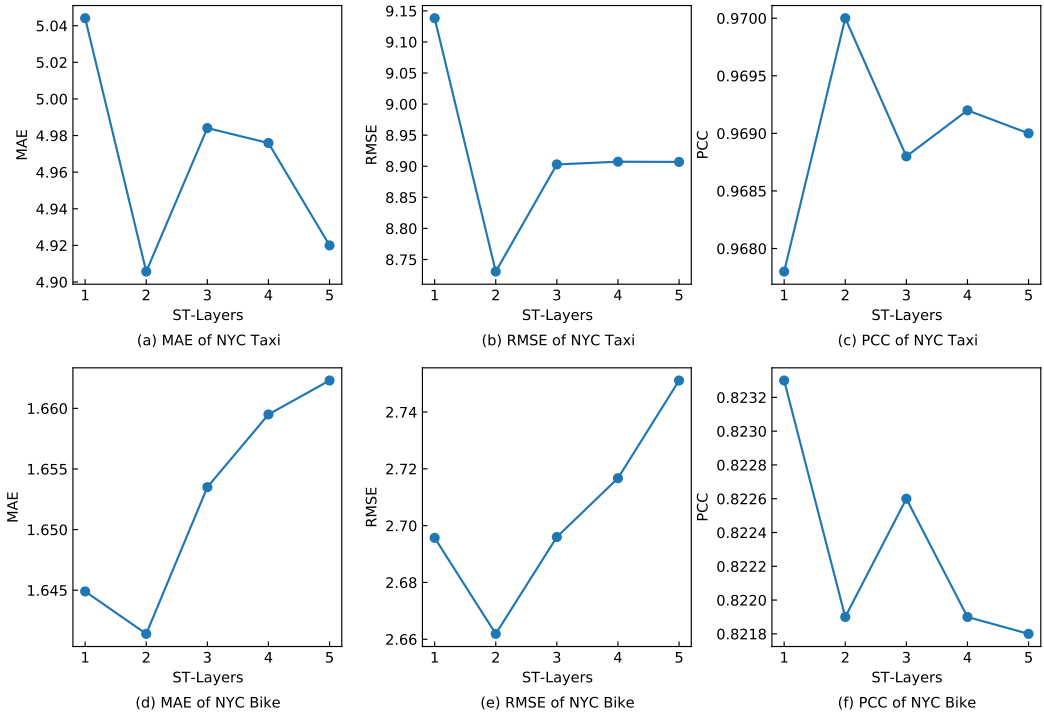 MAE
5.04
5.02
5.00
4.98
4.96
4.94
4.92
4.90
1 2 3 4 5
ST-Layers
(a) MAE of NYC Taxi
RMSE
9.15
9.10
9.05
9.00
8.95
8.90
8.85
8.80
8.75
1 2 3 4 5
ST-Layers
(b) RMSE of NYC Taxi
PCC
0.9700
0.9695
0.9690
0.9685
0.9680
1 2 3 4 5
ST-Layers
(c) PCC of NYC Taxi
MAE
1.660
1.655
1.650
1.645
1 2 3 4 5
ST-Layers
(d) MAE of NYC Bike
RMSE
2.74
2.72
2.70
2.68
2.66
1 2 3 4 5
ST-Layers
(e) RMSE of NYC Bike
PCC
0.8232
0.8230
0.8228
0.8226
0.8224
0.8222
0.8220
0.8218
1 2 3 4 5
ST-Layers
(f) PCC of NYC Bike